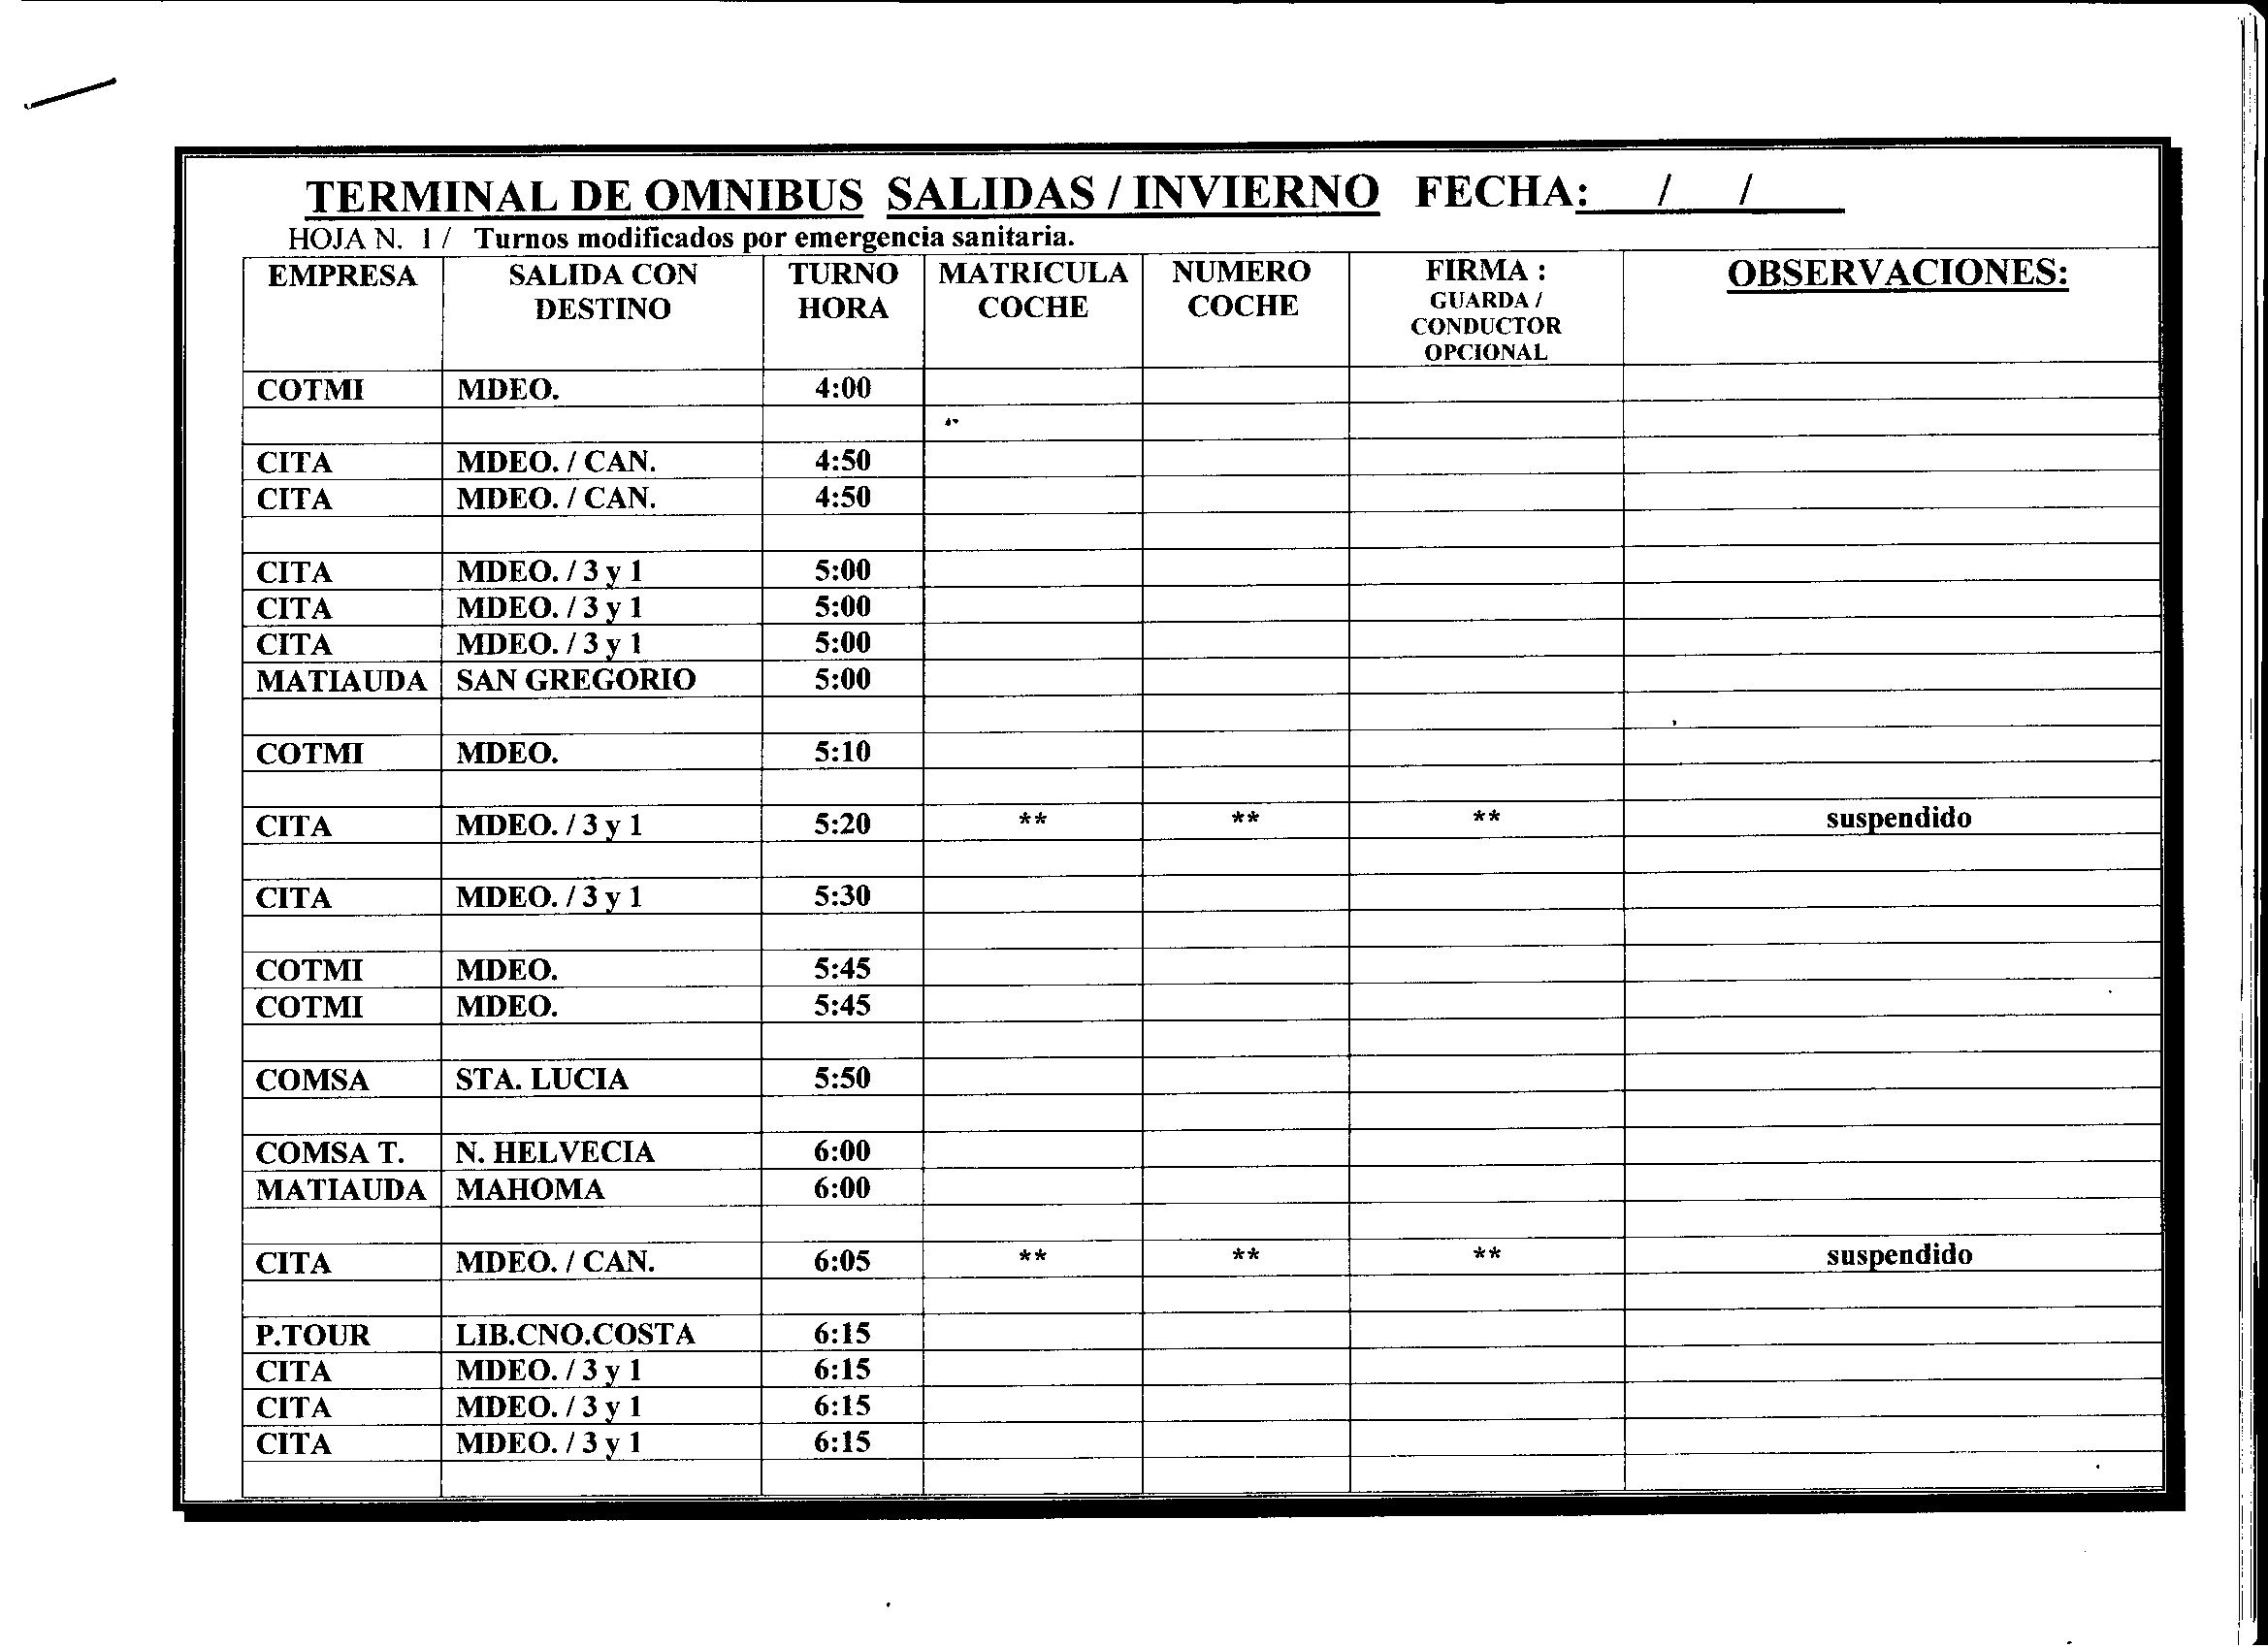 TERMINAL DE OMNIBUS SALIDAS / INVIERNO FECHA: / /
HOJA N. 1 / Turnos modificados por emergencia sanitaria.
EMPRESA SALIDA CON DESTINO TURNO HORA MATRICULA COCHE NUMERO COCHE FIRMA : GUARDA / CONDUCTOR OPCIONAL OBSERVACIONES:
COTMI MDEO. 4:00
CITA MDEO. / CAN. 4:50
CITA MDEO. / CAN. 4:50
CITA MDEO. / 3 y 1 5:00
CITA MDEO. / 3 y 1 5:00
CITA MDEO. / 3 y 1 5:00
MATIAUDA SAN GREGORIO 5:00
COTMI MDEO. 5:10
CITA MDEO. / 3 y 1 5:20 ** ** ** suspendido
CITA MDEO. / 3 y 1 5:30
COTMI MDEO. 5:45
COTMI MDEO. 5:45
COMSA STA. LUCIA 5:50
COMSA T. N. HELVECIA 6:00
MATIAUDA MAHOMA 6:00
CITA MDEO. / CAN. 6:05 ** ** ** suspendido
P.TOUR LIB.CNO.COSTA 6:15
CITA MDEO. / 3 y 1 6:15
CITA MDEO. / 3 y 1 6:15
CITA MDEO. / 3 y 1 6:15